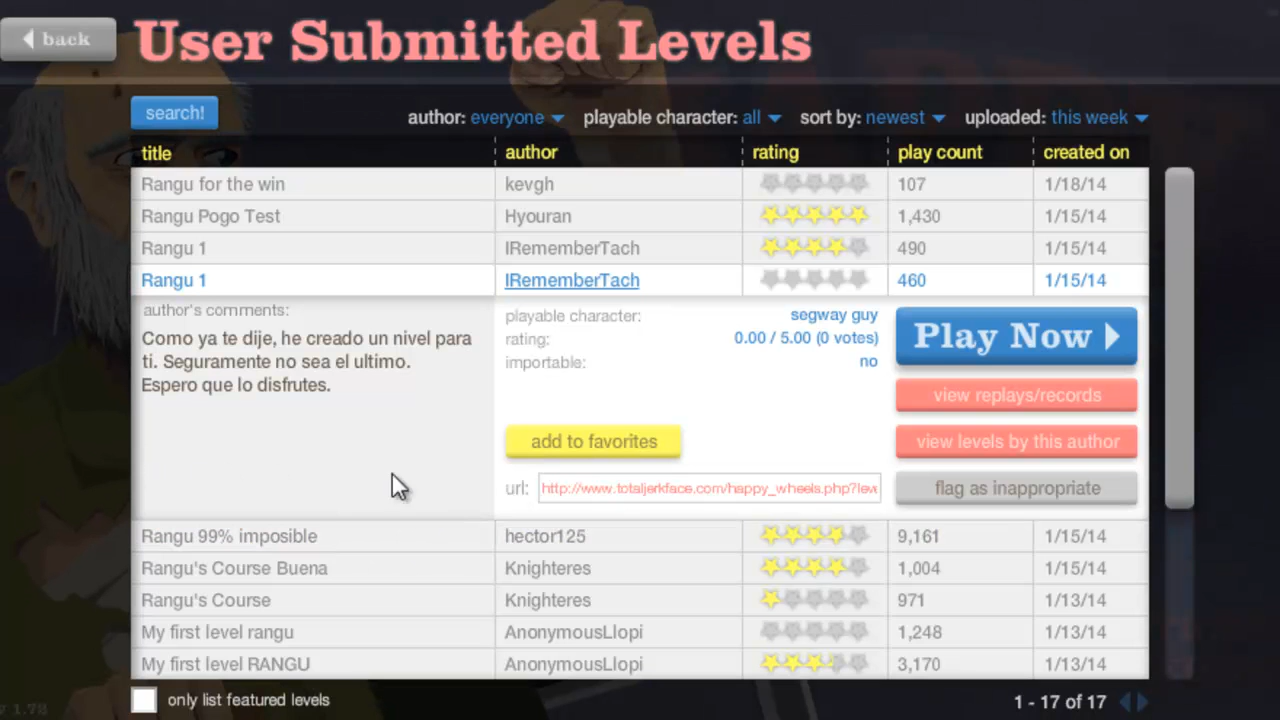 back
User Submitted Levels
search!
author: everyone playable character: all sort by: newest uploaded: this week
title author rating play count created on
Rangu for the win kevgh 107 1/18/14
Rangu Pogo Test Hyouran 1,430 1/15/14
Rangu 1 IRememberTach 490 1/15/14
Rangu 1 IRememberTach 460 1/15/14
author's comments:
Como ya te dije, he creado un nivel para
ti. Seguramente no sea el ultimo.
Espero que lo disfrutes.
playable character: segway guy
rating: 0.00 / 5.00 (0 votes)
importable: no
add to favorites
url: http://www.totaljerkface.com/happy_wheels.php?lev
Play Now
view replays/records
view levels by this author
flag as inappropriate
Rangu 99% imposible hector125 9,161 1/15/14
Rangu's Course Buena Knighteres 1,004 1/15/14
Rangu's Course Knighteres 971 1/13/14
My first level rangu AnonymousLlopi 1,248 1/13/14
My first level RANGU AnonymousLlopi 3,170 1/13/14
only list featured levels
1 - 17 of 17
v 1.72